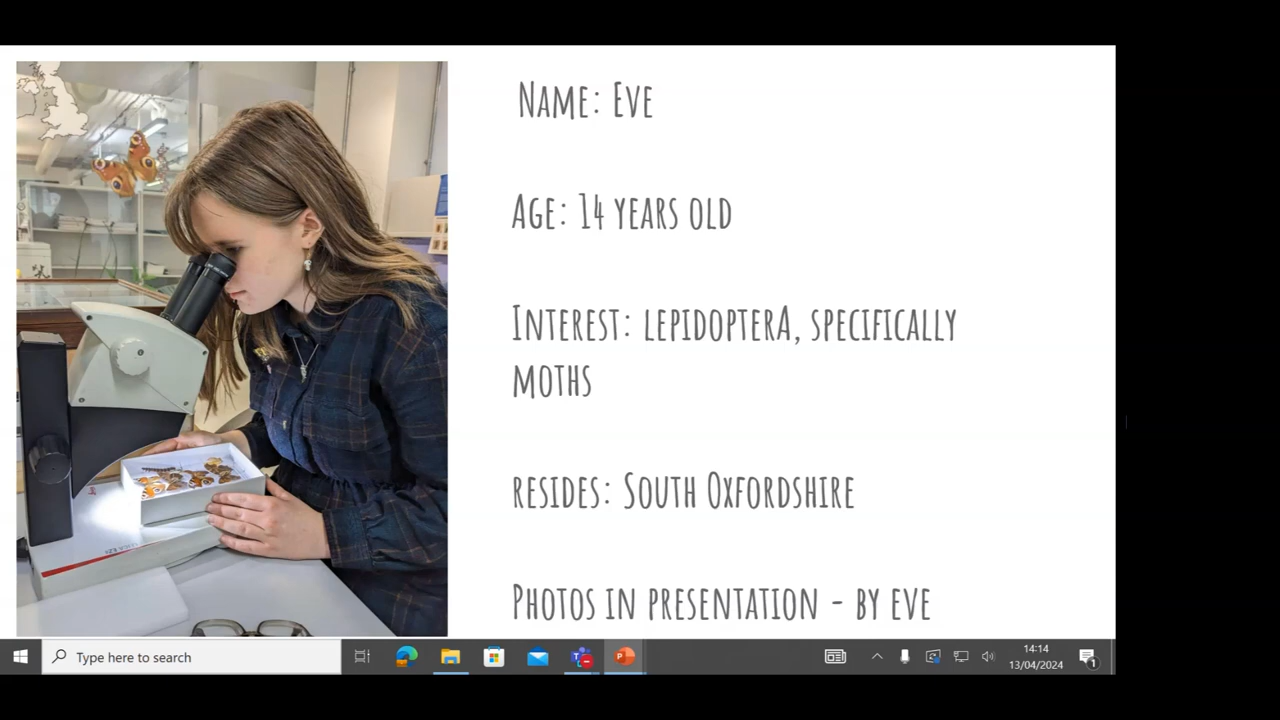 Name: Eve
Age: 14 years old
Interest: lepidopterA, specifically
moths
resides: South Oxfordshire
Photos in presentation - by eve
Type here to search
14:14
13/04/2024
1